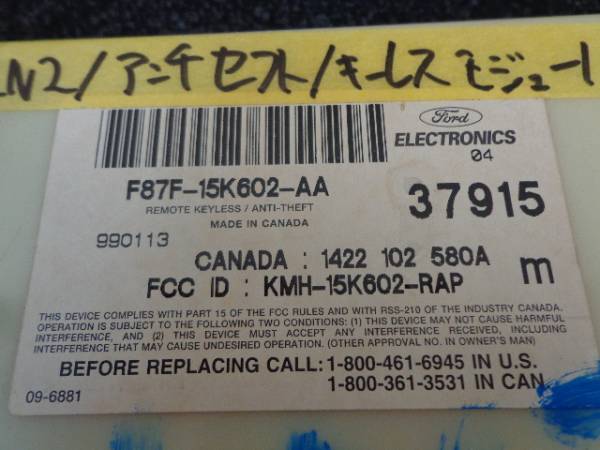 LN2/アンチセフト/キーレスモジュール
Ford
ELECTRONICS
04
F87F-15K602-AA
REMOTE KEYLESS / ANTI-THEFT
MADE IN CANADA
37915
990113
CANADA : 1422 102 580A
FCC ID : KMH-15K602-RAP
m
THIS DEVICE COMPLIES WITH PART 15 OF THE FCC RULES AND WITH RSS-210 OF THE INDUSTRY CANADA.
OPERATION IS SUBJECT TO THE FOLLOWING TWO CONDITIONS: (1) THIS DEVICE MAY NOT CAUSE HARMFUL
INTERFERENCE, AND (2) THIS DEVICE MUST ACCEPT ANY INTERFERENCE RECEIVED, INCLUDING
INTERFERENCE THAT MAY CAUSE UNDESIRED OPERATION. (OTHER APPROVAL NO. IN OWNER'S MAN)
BEFORE REPLACING CALL: 1-800-461-6945 IN U.S.
1-800-361-3531 IN CAN.
09-6881